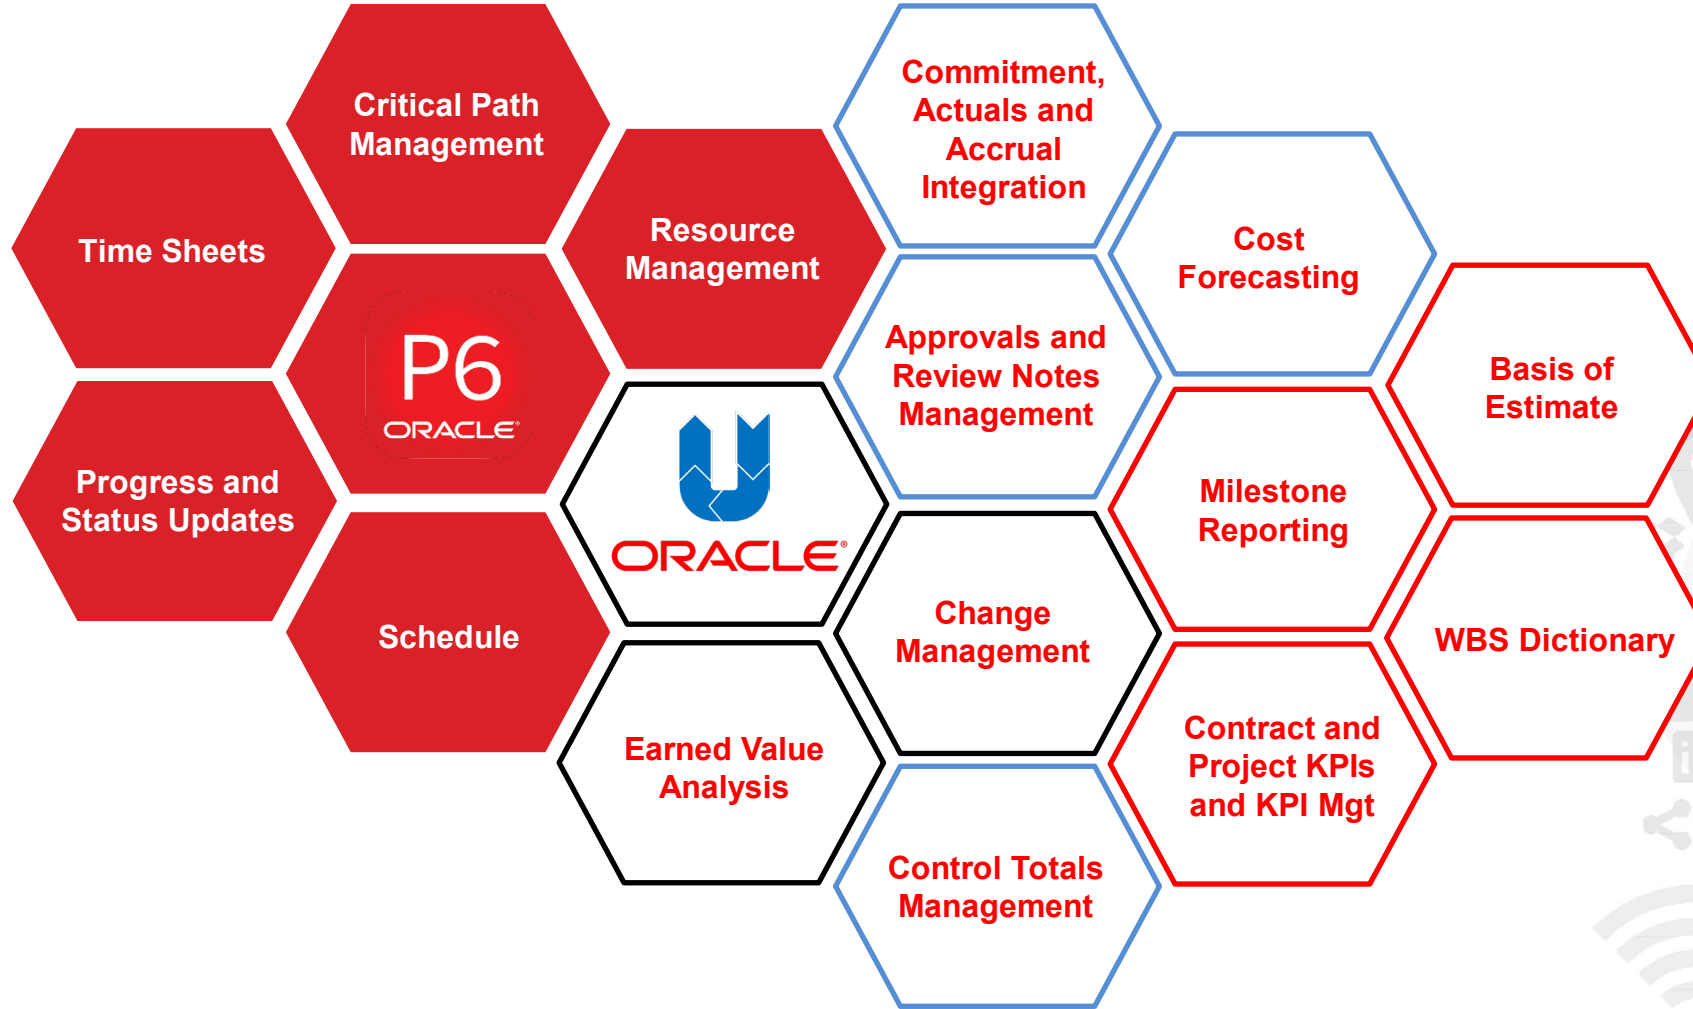 Critical Path
Management
Time Sheets
Resource
Management
P6
ORACLE
Progress and
Status Updates
Schedule
ORACLE®
Earned Value
Analysis
Commitment,
Actuals and
Accrual
Integration
Approvals and
Review Notes
Management
Change
Management
Control Totals
Management
Cost
Forecasting
Milestone
Reporting
Contract and
Project KPIs
and KPI Mgt
Basis of
Estimate
WBS Dictionary